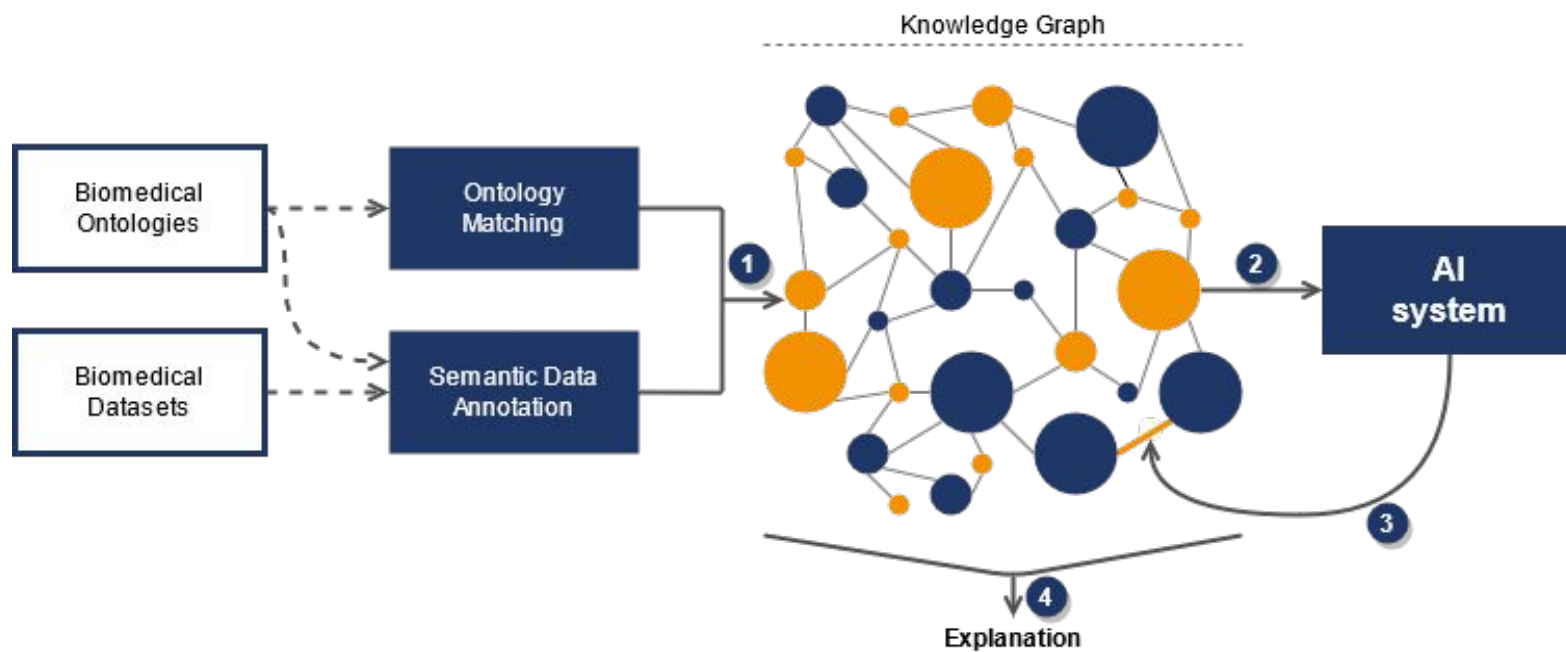 Knowledge Graph
Biomedical
Ontologies
Ontology
Matching
1
2
AI
system
Biomedical
Datasets
Semantic Data
Annotation
3
4
Explanation